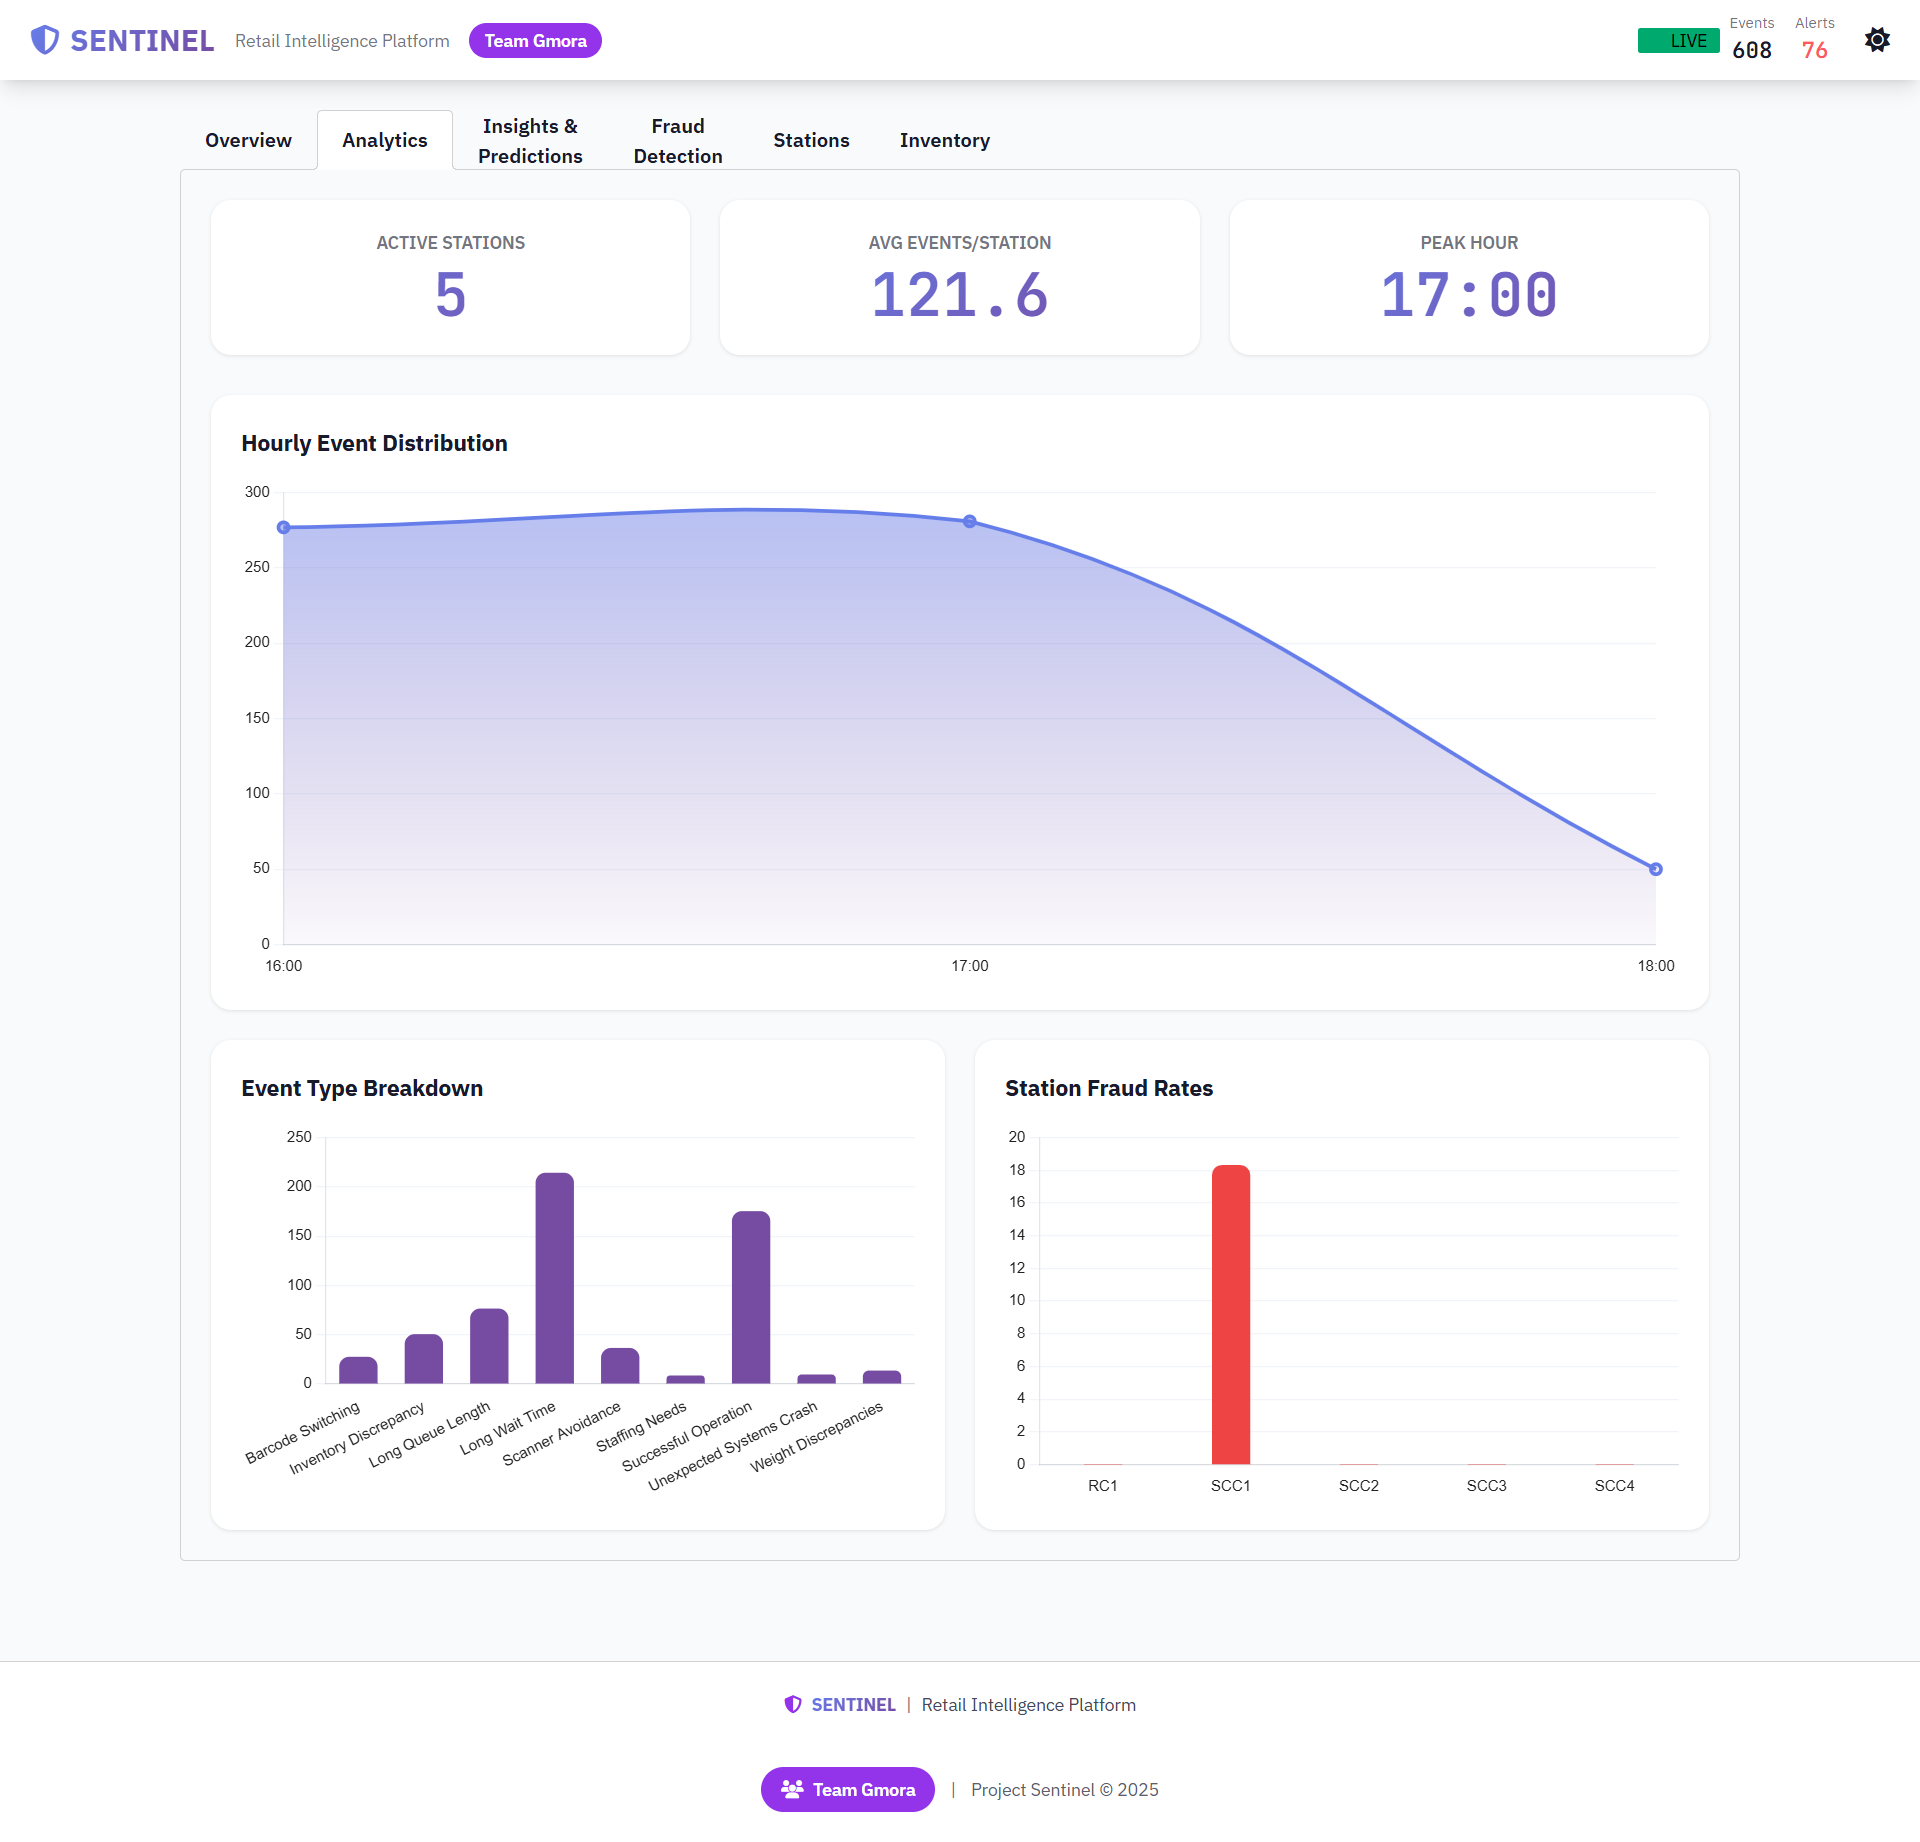 SENTINEL Retail Intelligence Platform Team Gmora
LIVE
Events
608
Alerts
76
Overview
Analytics
Insights &
Predictions
Fraud
Detection
Stations
Inventory
ACTIVE STATIONS
5
AVG EVENTS/STATION
121.6
PEAK HOUR
17:00
Hourly Event Distribution
300
250
200
150
100
50
0
16:00 17:00 18:00
Event Type Breakdown
250
200
150
100
50
0
Barcode Switching
Inventory Discrepancy
Long Queue Length
Long Wait Time
Scanner Avoidance
Staffing Needs
Successful Operation
Unexpected Systems Crash
Weight Discrepancies
Station Fraud Rates
20
18
16
14
12
10
8
6
4
2
0
RC1 SCC1 SCC2 SCC3 SCC4
SENTINEL | Retail Intelligence Platform
Team Gmora | Project Sentinel © 2025